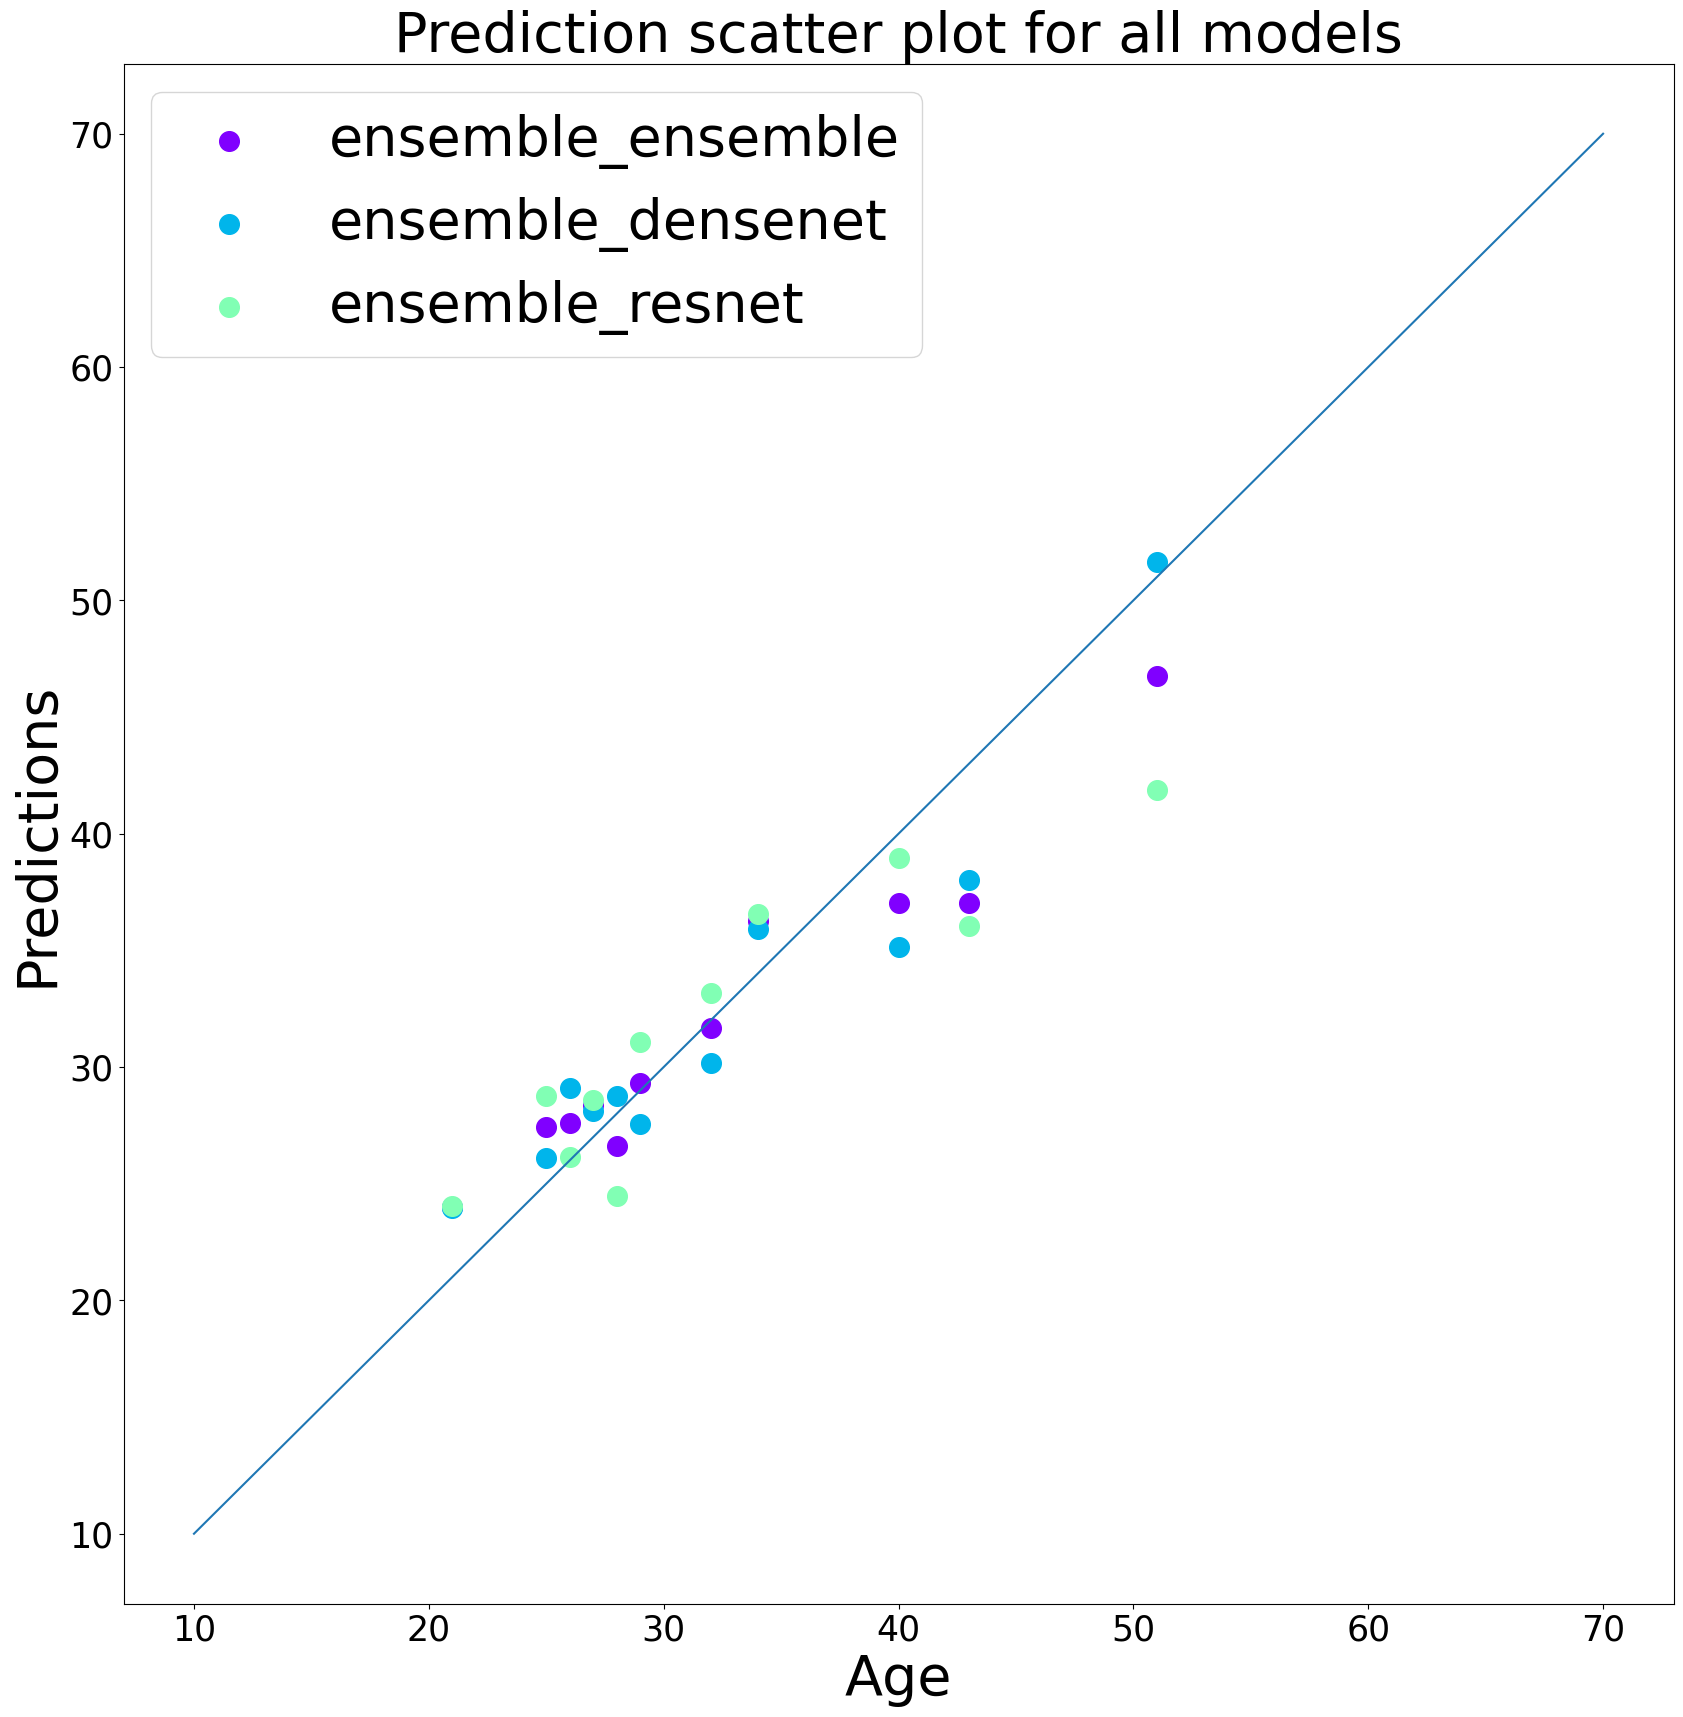 Prediction scatter plot for all models
ensemble_ensemble
ensemble_densenet
ensemble_resnet
Predictions
70
60
50
40
30
20
10
10 20 30 40 50 60 70
Age